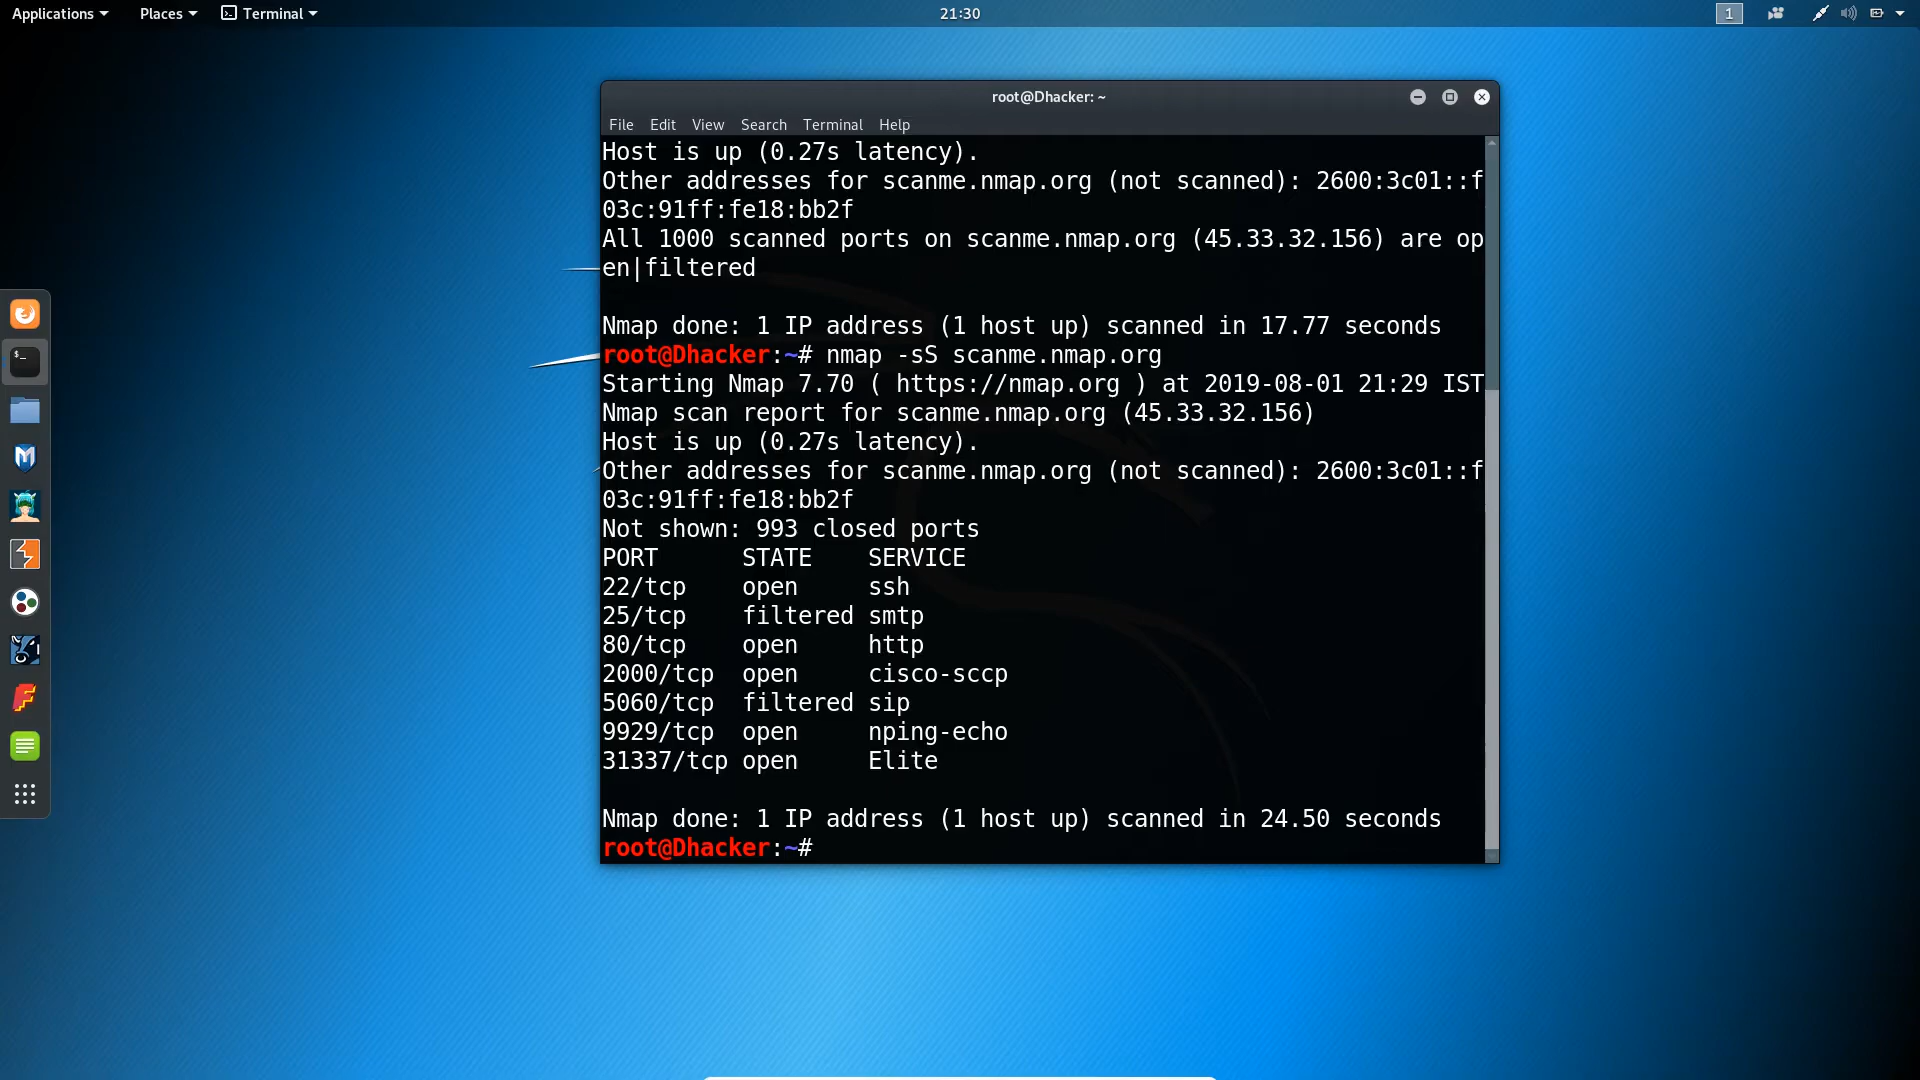 Applications Places Terminal 21:30 1
root@Dhacker: ~
File Edit View Search Terminal Help
Host is up (0.27s latency).
Other addresses for scanme.nmap.org (not scanned): 2600:3c01::f
03c:91ff:fe18:bb2f
All 1000 scanned ports on scanme.nmap.org (45.33.32.156) are op
en|filtered
Nmap done: 1 IP address (1 host up) scanned in 17.77 seconds
root@Dhacker:~# nmap -sS scanme.nmap.org
Starting Nmap 7.70 ( https://nmap.org ) at 2019-08-01 21:29 IST
Nmap scan report for scanme.nmap.org (45.33.32.156)
Host is up (0.27s latency).
Other addresses for scanme.nmap.org (not scanned): 2600:3c01::f
03c:91ff:fe18:bb2f
Not shown: 993 closed ports
PORT      STATE    SERVICE
22/tcp    open     ssh
25/tcp    filtered smtp
80/tcp    open     http
2000/tcp  open     cisco-sccp
5060/tcp  filtered sip
9929/tcp  open     nping-echo
31337/tcp open     Elite
Nmap done: 1 IP address (1 host up) scanned in 24.50 seconds
root@Dhacker:~#